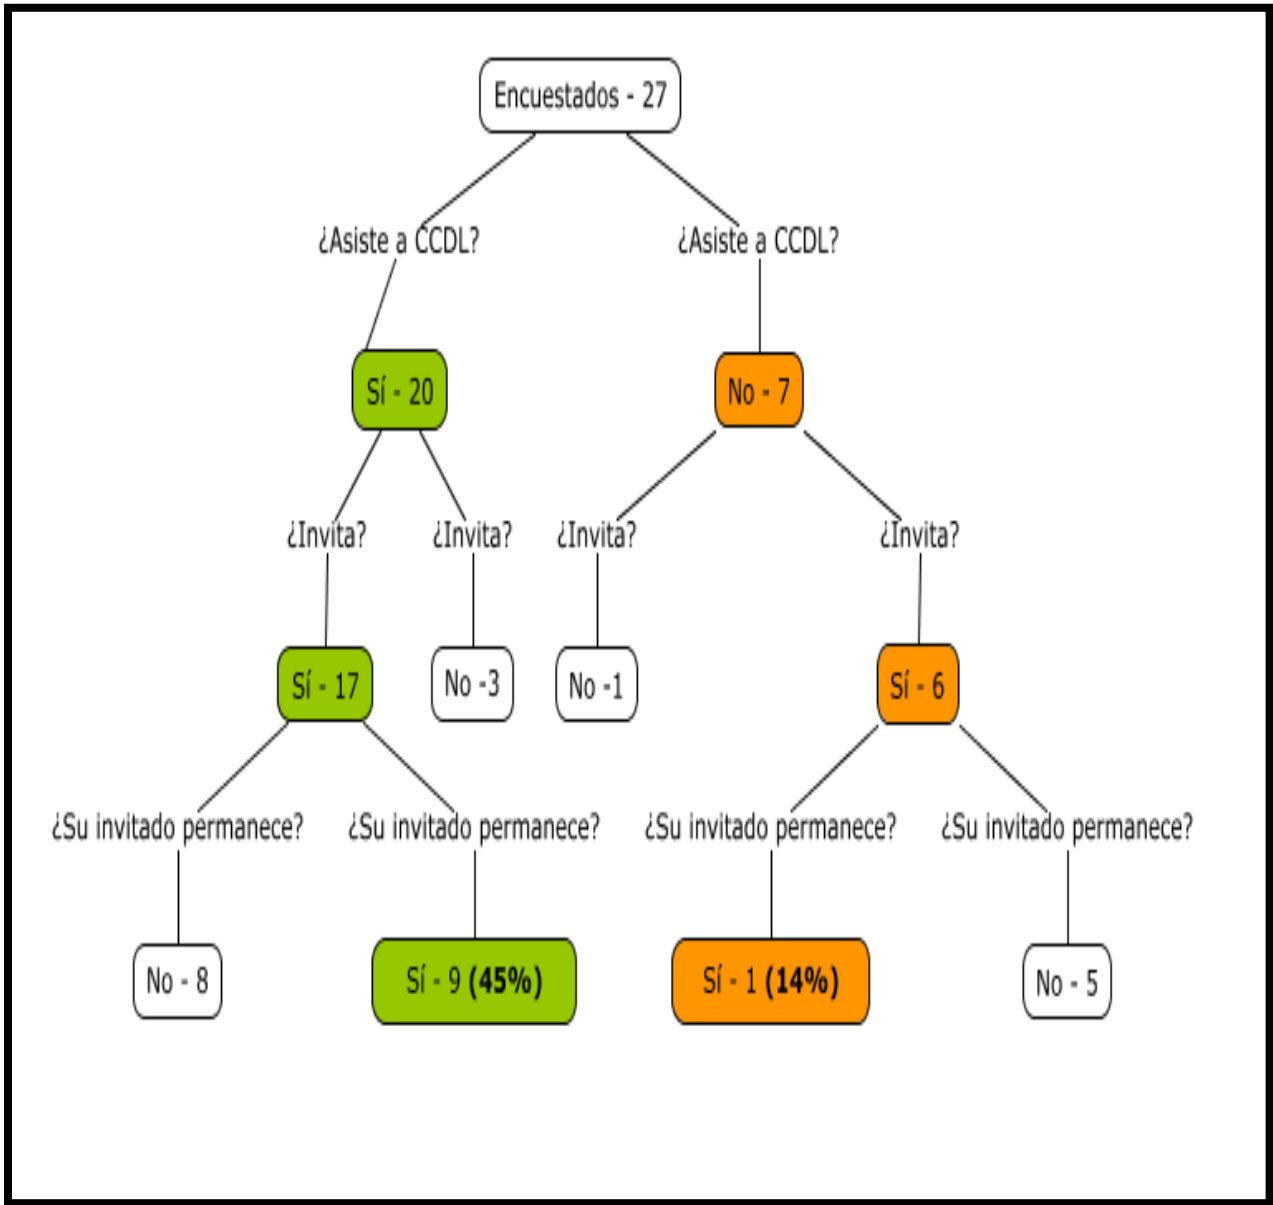 Encuestados - 27
¿Asiste a CCDL?
¿Asiste a CCDL?
Sí - 20
No - 7
¿Invita?
¿Invita?
¿Invita?
¿Invita?
Sí - 17
No -3
No -1
Sí - 6
¿Su invitado permanece?
¿Su invitado permanece?
¿Su invitado permanece?
¿Su invitado permanece?
No - 8
Sí - 9 (45%)
Sí - 1 (14%)
No - 5